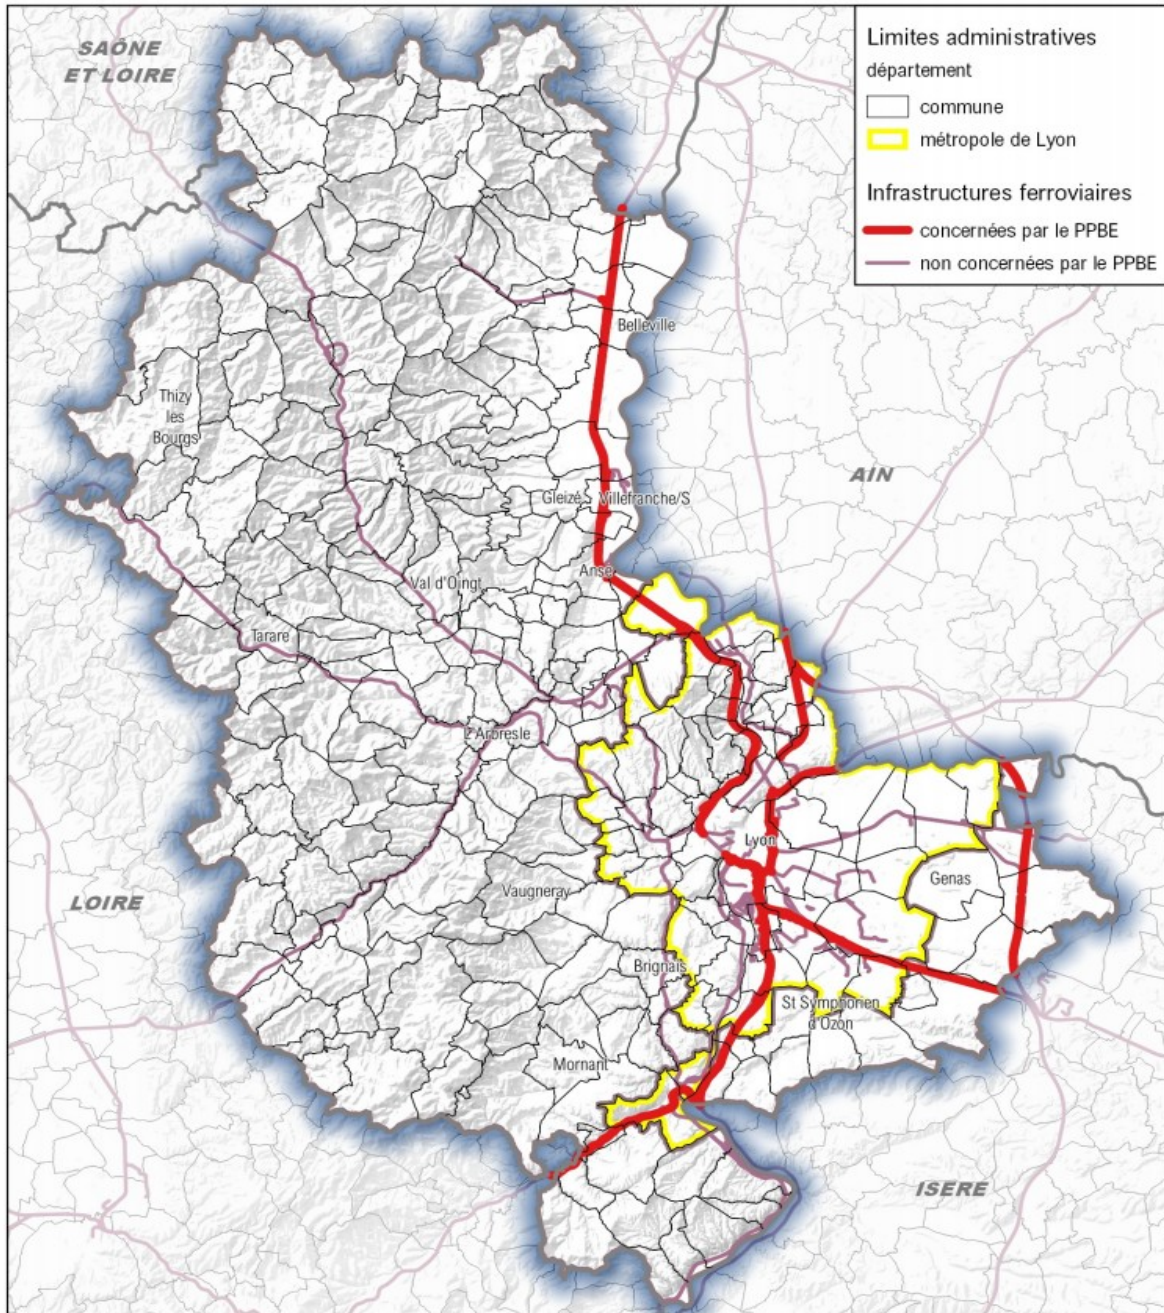 SAÔNE
ET LOIRE
Limites administratives
département
commune
métropole de Lyon
Infrastructures ferroviaires
concernées par le PPBE
non concernées par le PPBE
Belleville
Thizy
les
Bourgs
AIN
Gleizé
Villefranche/S
Anse
Val d'Oingt
Tarare
L'Arbresle
Lyon
Genas
Vaugneray
LOIRE
Brignais
St Symphorien
d'Ozon
Mornant
ISERE